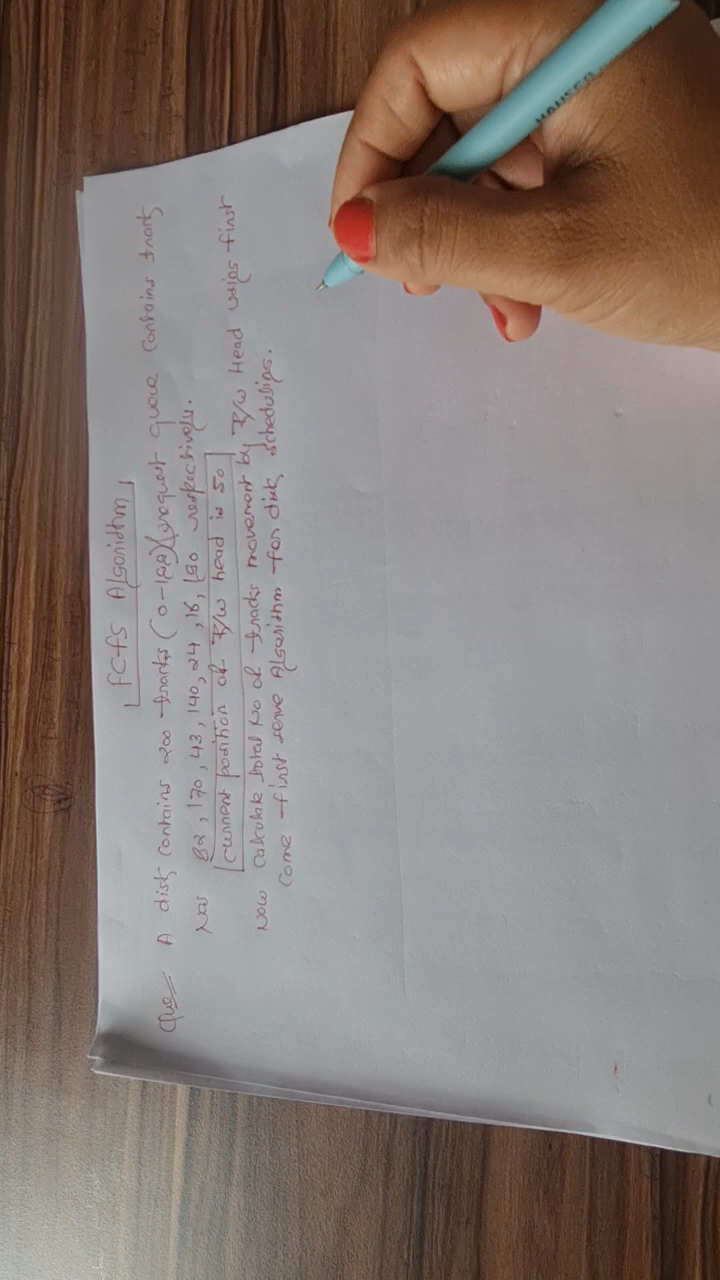 FCFS Algorithm
Que A disk contains 200 tracks (0-199) request queue contains track
No 82, 170, 43, 140, 24, 16, 190 respectively.
current position of R/W head is 50
Now calculate total No of tracks movement by R/W Head using first
come first serve Algorithm for disk scheduling.